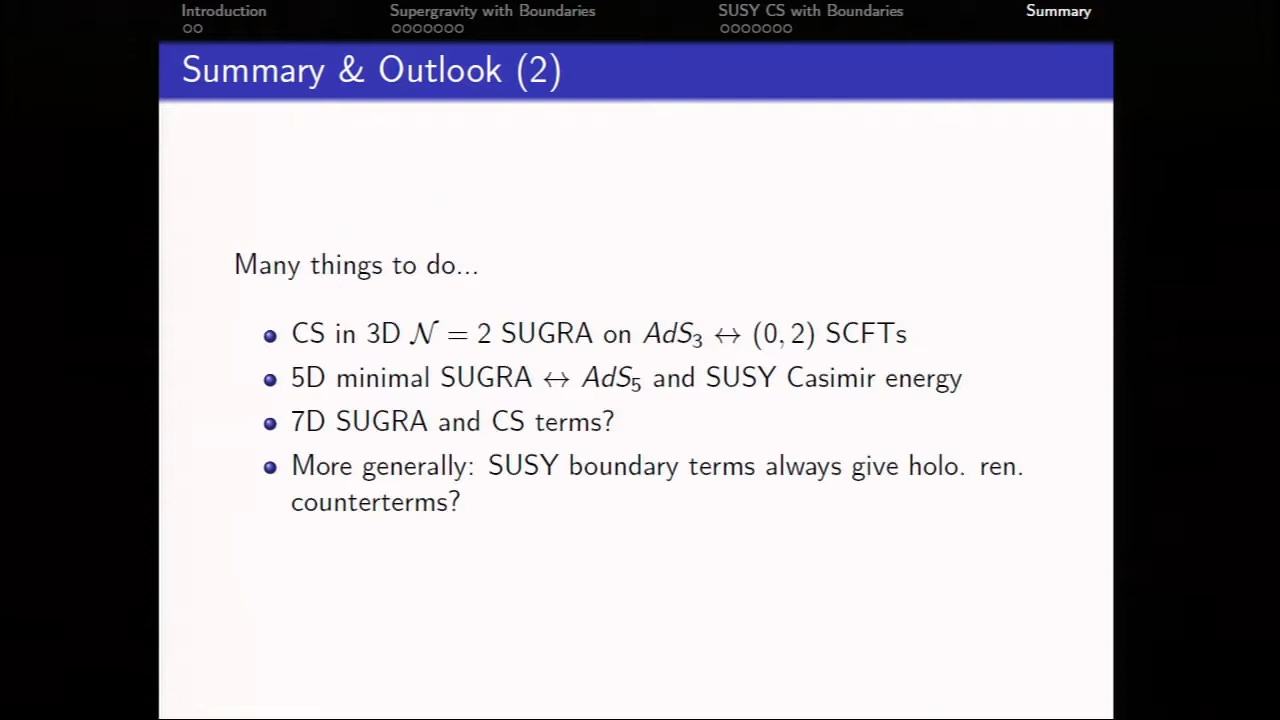 Introduction Supergravity with Boundaries SUSY CS with Boundaries Summary
Summary & Outlook (2)
Many things to do...
CS in 3D 𝒩 = 2 SUGRA on AdS₃ ↔ (0, 2) SCFTs
5D minimal SUGRA ↔ AdS₅ and SUSY Casimir energy
7D SUGRA and CS terms?
More generally: SUSY boundary terms always give holo. ren.
counterterms?